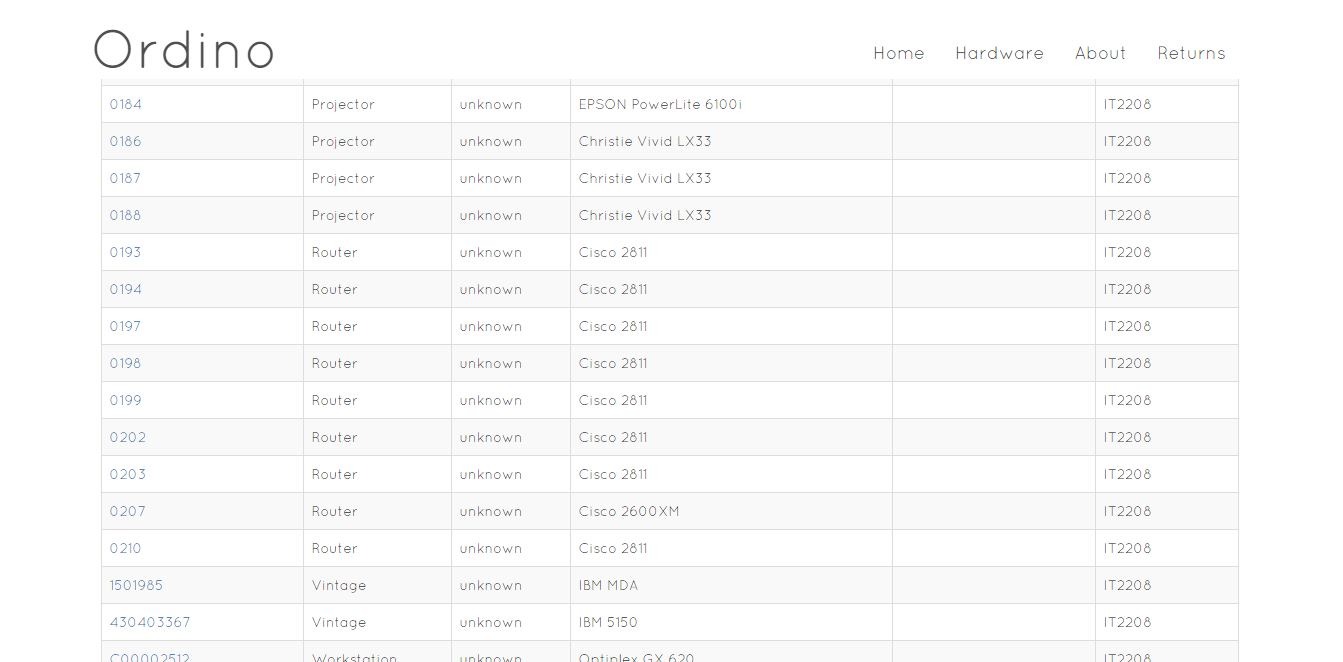 Ordino
Home Hardware About Returns
0184 Projector unknown EPSON PowerLite 6100i IT2208
0186 Projector unknown Christie Vivid LX33 IT2208
0187 Projector unknown Christie Vivid LX33 IT2208
0188 Projector unknown Christie Vivid LX33 IT2208
0193 Router unknown Cisco 2811 IT2208
0194 Router unknown Cisco 2811 IT2208
0197 Router unknown Cisco 2811 IT2208
0198 Router unknown Cisco 2811 IT2208
0199 Router unknown Cisco 2811 IT2208
0202 Router unknown Cisco 2811 IT2208
0203 Router unknown Cisco 2811 IT2208
0207 Router unknown Cisco 2600XM IT2208
0210 Router unknown Cisco 2811 IT2208
1501985 Vintage unknown IBM MDA IT2208
430403367 Vintage unknown IBM 5150 IT2208
C00002512 Workstation unknown Optiplex GX 620 IT2208